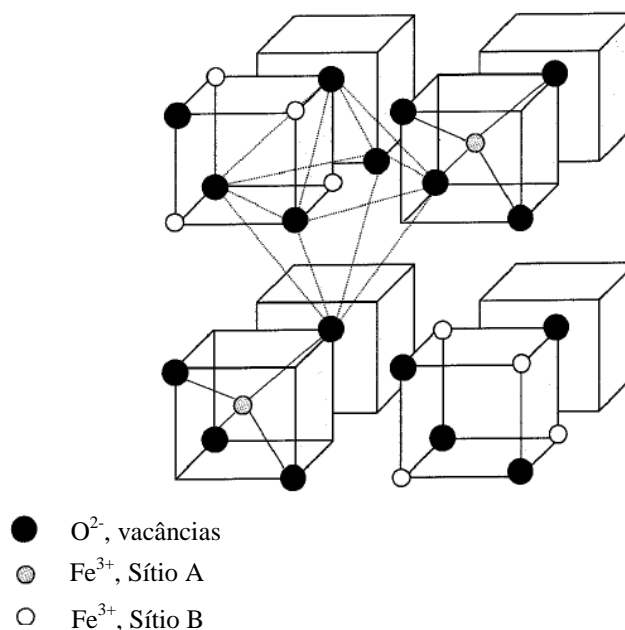 O²⁻, vacâncias
Fe³⁺, Sítio A
Fe³⁺, Sítio B